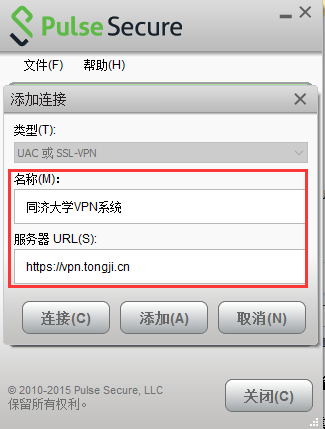 Pulse Secure
文件(F) 帮助(H)
添加连接
类型(T):
UAC 或 SSL-VPN
名称(M):
同济大学VPN系统
服务器 URL(S):
https://vpn.tongji.cn
连接(C) 添加(A) 取消(N)
© 2010-2015 Pulse Secure, LLC
保留所有权利。
关闭(C)